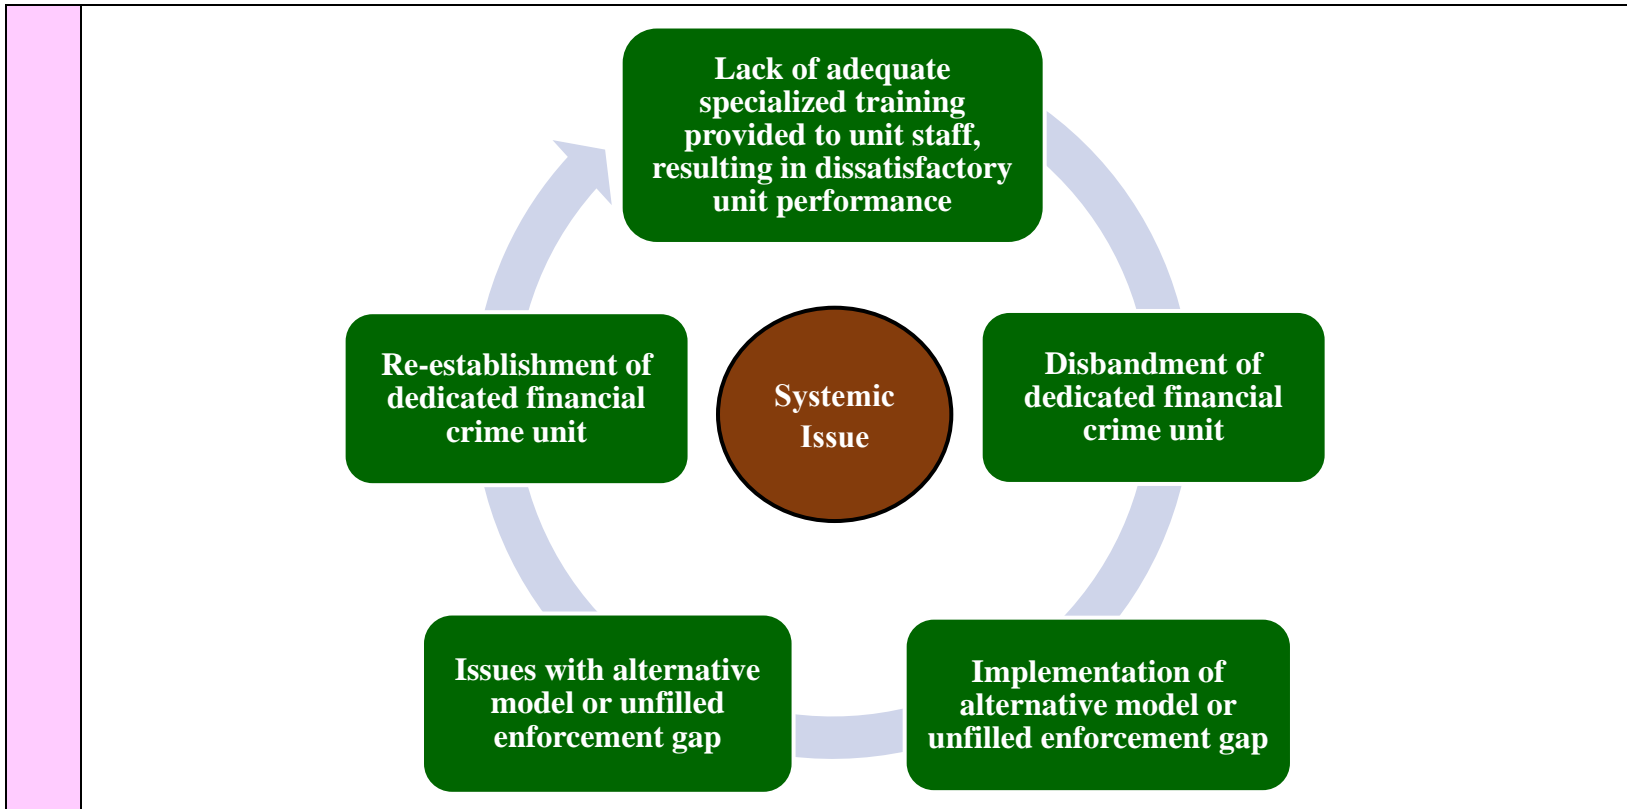 Lack of adequate
specialized training
provided to unit staff,
resulting in dissatisfactory
unit performance
Re-establishment of
dedicated financial
crime unit
Systemic
Issue
Disbandment of
dedicated financial
crime unit
Issues with alternative
model or unfilled
enforcement gap
Implementation of
alternative model or
unfilled enforcement gap